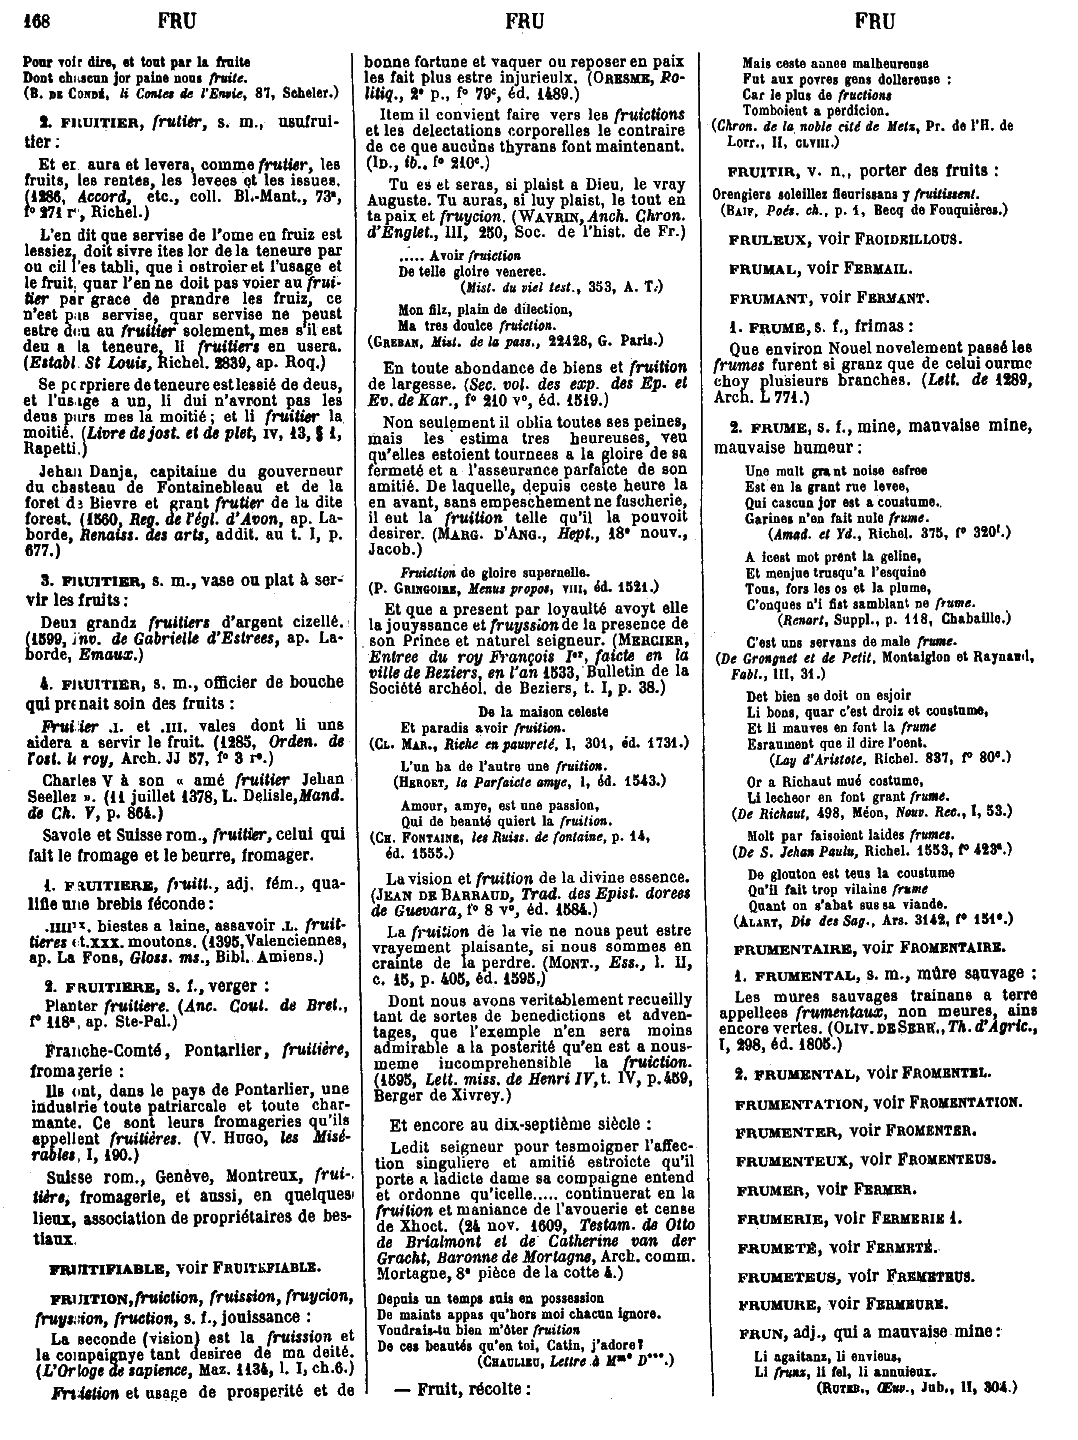 168 FRU FRU FRU
Pour voir dire, et tout par la fruite
Dont chascun jor paine nous fruite.
(B. DE CONDÉ, li Contes de l'Envie, 87, Scheler.)
2. FRUITIER, frutier, s. m., usufrui-
tier :
Et er aura et levera, comme frutier, les
fruits, les rentes, les levees et les issues.
(1286, Accord, etc., coll. Bl.-Mant., 73ª,
fº 271 rº, Richel.)
L'en dit que servise de l'ome en fruiz est
lessiez, doit sivre ites lor de la teneure par
ou cil l'es tabli, que i ostroier et l'usage et
le fruit, quar l'en ne doit pas voier au frui-
tier par grace de prandre les fruiz, ce
n'est pas servise, quar servise ne peust
estre deu au fruitier solement, mes s'il est
deu a la teneure, li fruitiers en usera.
(Establ. St Louis, Richel. 2839, ap. Roq.)
Se perpriere de teneure est lessié de deus,
et l'usage a un, li dui n'avront pas les
deus pars mes la moitié ; et li fruitier la
moitié. (Livre de jost. et de plet, IV, 13, § 1,
Rapetti.)
Jehan Danja, capitaine du gouverneur
du chasteau de Fontainebleau et de la
foret de Bievre et grant frutier de la dite
forest. (1560, Reg. de l'égl. d'Avon, ap. La-
borde, Renaiss. des arts, addit. au t. I, p.
677.)
3. FRUITIER, s. m., vase ou plat à ser-
vir les fruits :
Deux grandz fruitiers d'argent cizellé.
(1599, Inv. de Gabrielle d'Estrees, ap. La-
borde, Emaux.)
4. FRUITIER, s. m., officier de bouche
qui prenait soin des fruits :
Fruitier .I. et .III. vales dont li uns
aidera a servir le fruit. (1285, Orden. de
l'ost. le roy, Arch. JJ 57, fº 3 rº.)
Charles V à son « amé fruitier Jehan
Seellez ». (11 juillet 1378, L. Delisle, Mand.
de Ch. V, p. 864.)
Savoie et Suisse rom., fruitier, celui qui
fait le fromage et le beurre, fromager.
1. FRUITIERE, fruitt., adj. fém., qua-
lifie une brebis féconde :
.IIIIxx. biestes a laine, assavoir .L. fruit-
tieres et .XXX. moutons. (1395, Valenciennes,
ap. La Fons, Gloss. ms., Bibl. Amiens.)
2. FRUITIERE, s. f., verger :
Planter fruitiere. (Anc. Cout. de Bret.,
fº 118ª, ap. Ste-Pal.)
Franche-Comté, Pontarlier, fruitière,
fromagerie :
Ils ont, dans le pays de Pontarlier, une
industrie toute patriarcale et toute char-
mante. Ce sont leurs fromageries qu'ils
appellent fruitières. (V. HUGO, les Misé-
rables, I, 190.)
Suisse rom., Genève, Montreux, frui-
tière, fromagerie, et aussi, en quelques
lieux, association de propriétaires de bes-
tiaux.
FRUITIFIABLE, voir FRUITEFIABLE.
FRUITION, fruiction, fruission, fruycion,
fruyssion, fruction, s. f., jouissance :
La seconde (vision) est la fruission et
la compaignye tant desiree de ma deité.
(L'Orloge de sapience, Maz. 1134, l. I, ch. 6.)
Fruistion et usage de prosperité et de
bonne fortune et vaquer ou reposer en paix
les fait plus estre injurieulx. (ORESME, Po-
litiq., 2ª p., fº 79ᶜ, éd. 1489.)
Item il convient faire vers les fruictions
et les delectations corporelles le contraire
de ce que aucuns thyrans font maintenant.
(ID., ib., fº 210ᶜ.)
Tu es et seras, si plaist a Dieu, le vray
Auguste. Tu auras, si luy plaist, le tout en
ta paix et fruycion. (WAVRIN, Anch. Chron.
d'Englet., III, 250, Soc. de l'hist. de Fr.)
..... Avoir fruiction
De telle gloire veneree.
(Mist. du viel test., 353, A. T.)
Mon filz, plain de dilection,
Ma tres doulce fruiction.
(GREBAN, Mist. de la pass., 22428, G. Paris.)
En toute abondance de biens et fruition
de largesse. (Sec. vol. des exp. des Ep. et
Ev. de Kar., fº 210 vº, éd. 1519.)
Non seulement il oblia toutes ses peines,
mais les estima tres heureuses, veu
qu'elles estoient tournees a la gloire de sa
fermeté et a l'asseurance parfaicte de son
amitié. De laquelle, depuis ceste heure la
en avant, sans empeschement ne fascherie,
il eut la fruition telle qu'il la pouvoit
desirer. (MARG. D'ANG., Hept., 18ᵉ nouv.,
Jacob.)
Fruiction de gloire supernelle.
(P. GRINGOIRE, Menus propos, VIII, éd. 1521.)
Et que a present par loyaulté avoyt elle
la jouyssance et fruyssion de la presence de
son Prince et naturel seigneur. (MERCIER,
Entree du roy François Ier, faicte en la
ville de Beziers, en l'an 1533, Bulletin de la
Société archéol. de Beziers, t. I, p. 38.)
De la maison celeste
Et paradis avoir fruition.
(CL. MAR., Riche en pauvreté, I, 301, éd. 1731.)
L'un ha de l'autre une fruition.
(HEROET, la Parfaicte amye, I, éd. 1543.)
Amour, amye, est une passion,
Qui de beauté quiert la fruition.
(CH. FONTAINE, les Ruiss. de fontaine, p. 14,
éd. 1555.)
La vision et fruition de la divine essence.
(JEAN DE BARRAUD, Trad. des Epist. dorees
de Guevara, fº 8 vº, éd. 1584.)
La fruition de la vie ne nous peut estre
vrayement plaisante, si nous sommes en
crainte de la perdre. (MONT., Ess., l. II,
c. 15, p. 405, éd. 1595.)
Dont nous avons veritablement recueilly
tant de sortes de benedictions et adven-
tages, que l'exemple n'en sera moins
admirable a la posterité qu'en est a nous-
meme incomprehensible la fruiction.
(1595, Lett. miss. de Henri IV, t. IV, p. 459,
Berger de Xivrey.)
Et encore au dix-septième siècle :
Ledit seigneur pour tesmoigner l'affec-
tion singuliere et amitié estroicte qu'il
porte a ladicte dame sa compaigne entend
et ordonne qu'icelle..... continuerat en la
fruition et maniance de l'avouerie et cense
de Xhoct. (24 nov. 1609, Testam. de Otto
de Brialmont et de Catherine van der
Gracht, Baronne de Mortagne, Arch. comm.
Mortagne, 8ᵉ pièce de la cotte 4.)
Depuis un temps suis en possession
De maints appas qu'hors moi chacun ignore.
Voudrais-tu bien m'ôter fruition
De ces beautés qu'en toi, Catin, j'adore?
(CHAULIEU, Lettre à Mme D***.)
— Fruit, récolte :
Mais ceste annee malheureuse
Fut aux povres gens dollereuse :
Car le plus de fructions
Tomboient a perdicion.
(Chron. de la noble cité de Metz, Pr. de l'H. de
Lorr., II, CLVIII.)
FRUITIR, v. n., porter des fruits :
Orengiers soleillez fleurissans y fruitissent.
(BAIF, Poés. ch., p. 1, Becq de Fouquières.)
FRULEUX, voir FROIDEILLOUS.
FRUMAL, voir FERMAIL.
FRUMANT, voir FERMANT.
1. FRUME, s. f., frimas :
Que environ Nouel novelement passé les
frumes furent si granz que de celui ourme
choy plusieurs branches. (Lett. de 1289,
Arch. L 771.)
2. FRUME, s. f., mine, mauvaise mine,
mauvaise humeur :
Une mult grant noise esfree
Est en la grant rue levee,
Qui cascun jor est a coustume.
Garines n'en fait nule frume.
(Amad. et Yd., Richel. 375, fº 320ᶠ.)
A icest mot prent la geline,
Et menjue trusqu'a l'esquine
Tous, fors les os et la plume,
C'onques n'i fist samblant ne frume.
(Renart, Suppl., p. 118, Chabaille.)
C'est uns servans de male frume.
(De Grongnet et de Petit, Montaiglon et Raynaud,
Fabl., III, 31.)
Det bien se doit on esjoir
Li bons, quar c'est droiz et coustume,
Et li mauves en font la frume
Esraument que il dire l'oent.
(Lay d'Aristote, Richel. 837, fº 80ᶜ.)
Or a Richaut mué costume,
Li lecheor en font grant frume.
(De Richaut, 498, Méon, Nouv. Rec., I, 53.)
Molt par faisoient laides frumes.
(De S. Jehan Paulu, Richel. 1553, fº 423ª.)
De glouton est teus la coustume
Qu'il fait trop vilaine frume
Quant on s'abat sus sa viande.
(ALART, Dis des Sag., Ars. 3142, fº 151ᵉ.)
FRUMENTAIRE, voir FROMENTAIRE.
1. FRUMENTAL, s. m., mûre sauvage :
Les mures sauvages trainans a terre
appellees frumentaux, non meures, ains
encore vertes. (OLIV. DE SERR., Th. d'Agric.,
I, 298, éd. 1805.)
2. FRUMENTAL, voir FROMENTEL.
FRUMENTATION, voir FROMENTATION.
FRUMENTER, voir FROMENTER.
FRUMENTEUX, voir FROMENTEUS.
FRUMER, voir FERMER.
FRUMERIE, voir FERMERIE 1.
FRUMETÉ, voir FERMETÉ.
FRUMETEUS, voir FREMETEUS.
FRUMURE, voir FERMEURE.
FRUN, adj., qui a mauvaise mine :
Li agaitanz, li envieus,
Li frunz, li fel, li annuieux.
(RUTEB., Œuv., Jub., II, 304.)